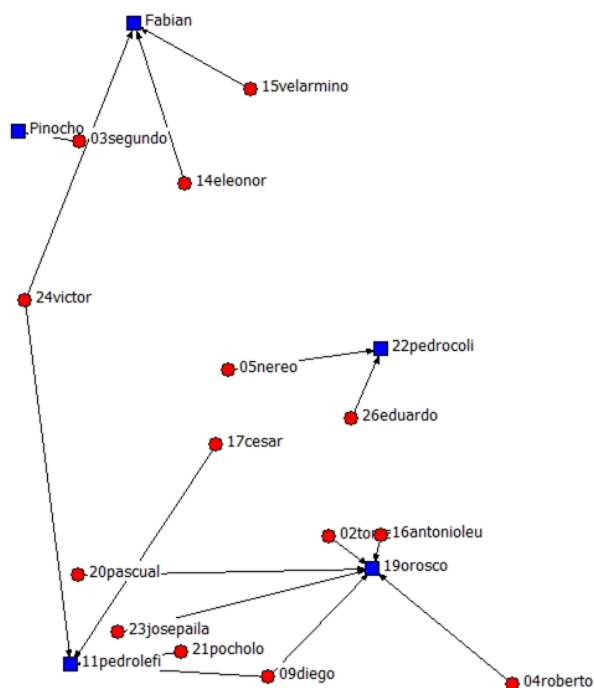 Fabian
15velarmino
Pinocho
03segundo
14eleonor
24victor
22pedrocoli
05nereo
26eduardo
17cesar
16antonioleu
19orosco
20pascual
23josepaila
21pocholo
11pedrolefi
09diego
04roberto